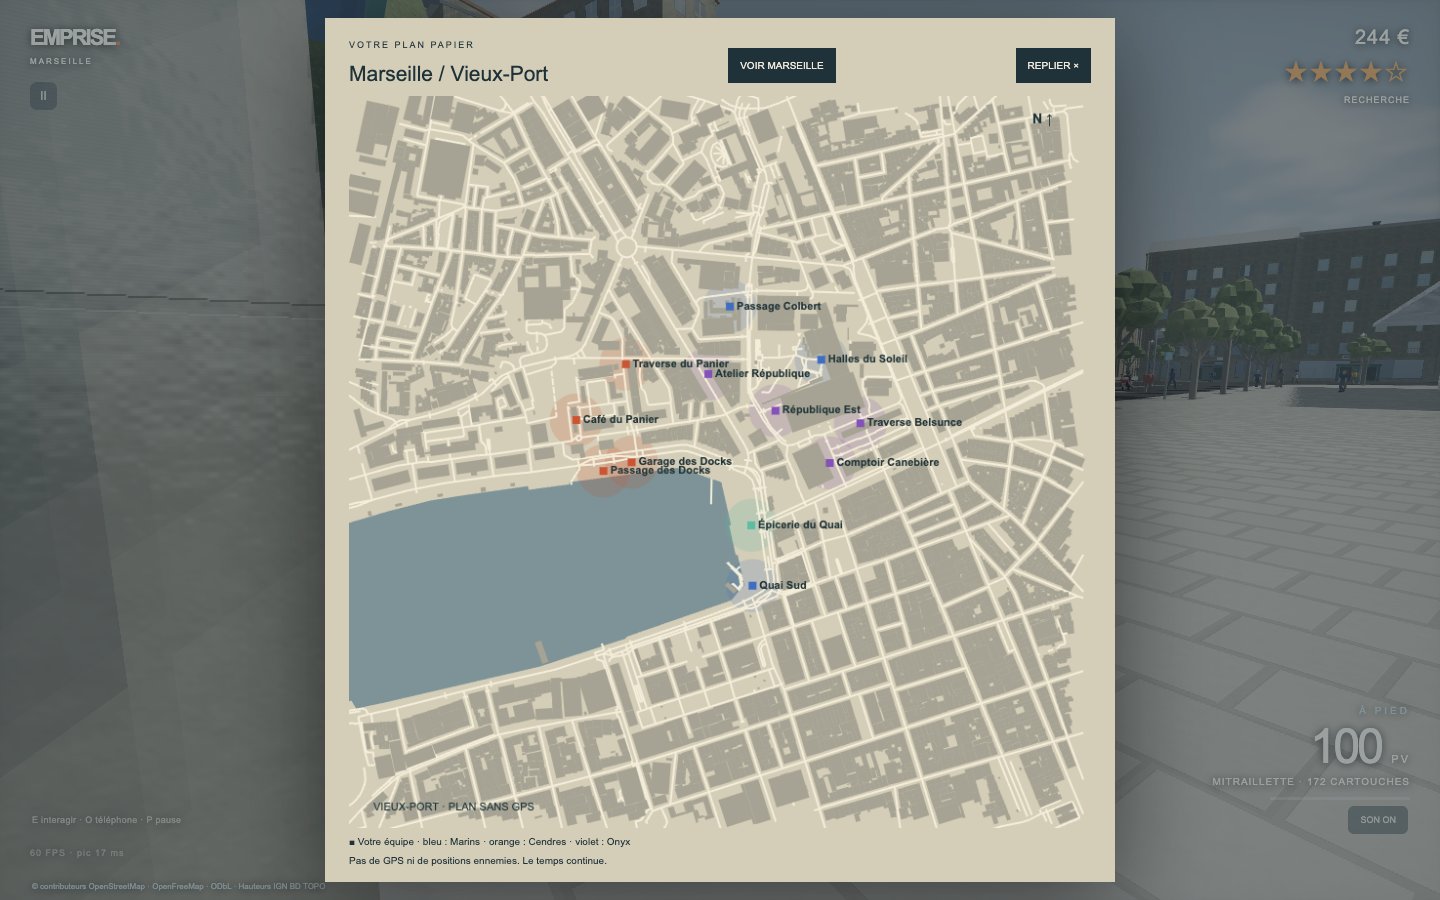 EMPRISE.
MARSEILLE
II
VOTRE PLAN PAPIER
Marseille / Vieux-Port
VOIR MARSEILLE
REPLIER ×
244 €
★★★★☆
RECHERCHE
N ↑
Passage Colbert
Halles du Soleil
Traverse du Panier
Atelier République
République Est
Café du Panier
Traverse Belsunce
Garage des Docks
Comptoir Canebière
Passage des Docks
Épicerie du Quai
Quai Sud
VIEUX-PORT · PLAN SANS GPS
■ Votre équipe · bleu : Marins · orange : Cendres · violet : Onyx
Pas de GPS ni de positions ennemies. Le temps continue.
À PIED
100 PV
MITRAILLETTE · 172 CARTOUCHES
SON ON
E interagir · O téléphone · P pause
60 FPS · pic 17 ms
© contributeurs OpenStreetMap · OpenFreeMap · ODbL · Hauteurs IGN BD TOPO